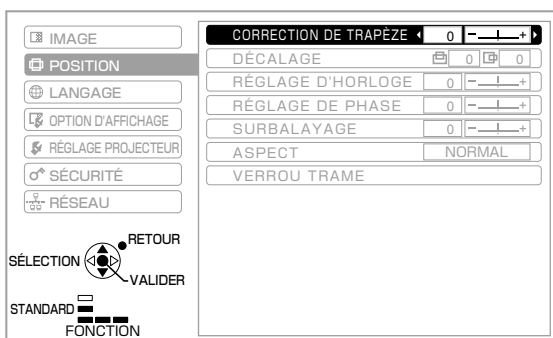 IMAGE
POSITION
LANGAGE
OPTION D'AFFICHAGE
RÉGLAGE PROJECTEUR
SÉCURITÉ
RÉSEAU
RETOUR
SÉLECTION
VALIDER
STANDARD
FONCTION
CORRECTION DE TRAPÈZE 0 - +
DÉCALAGE 0 0
RÉGLAGE D'HORLOGE 0 - +
RÉGLAGE DE PHASE 0 - +
SURBALAYAGE 0 - +
ASPECT NORMAL
VERROU TRAME